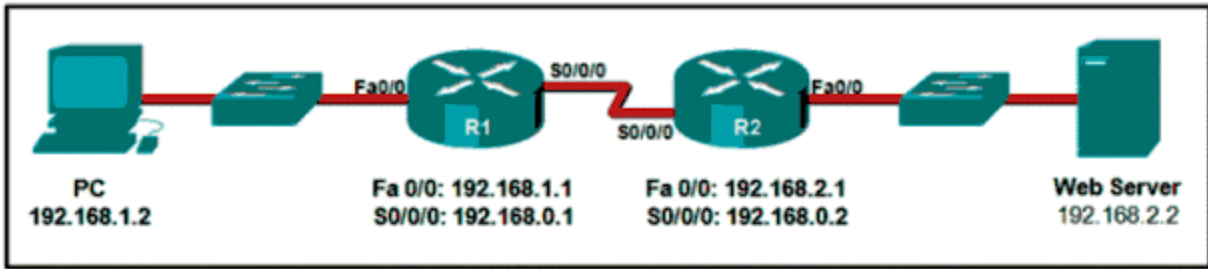 Fa0/0
S0/0/0
R1
S0/0/0
R2
Fa0/0
PC
192.168.1.2
Fa 0/0: 192.168.1.1
S0/0/0: 192.168.0.1
Fa 0/0: 192.168.2.1
S0/0/0: 192.168.0.2
Web Server
192.168.2.2